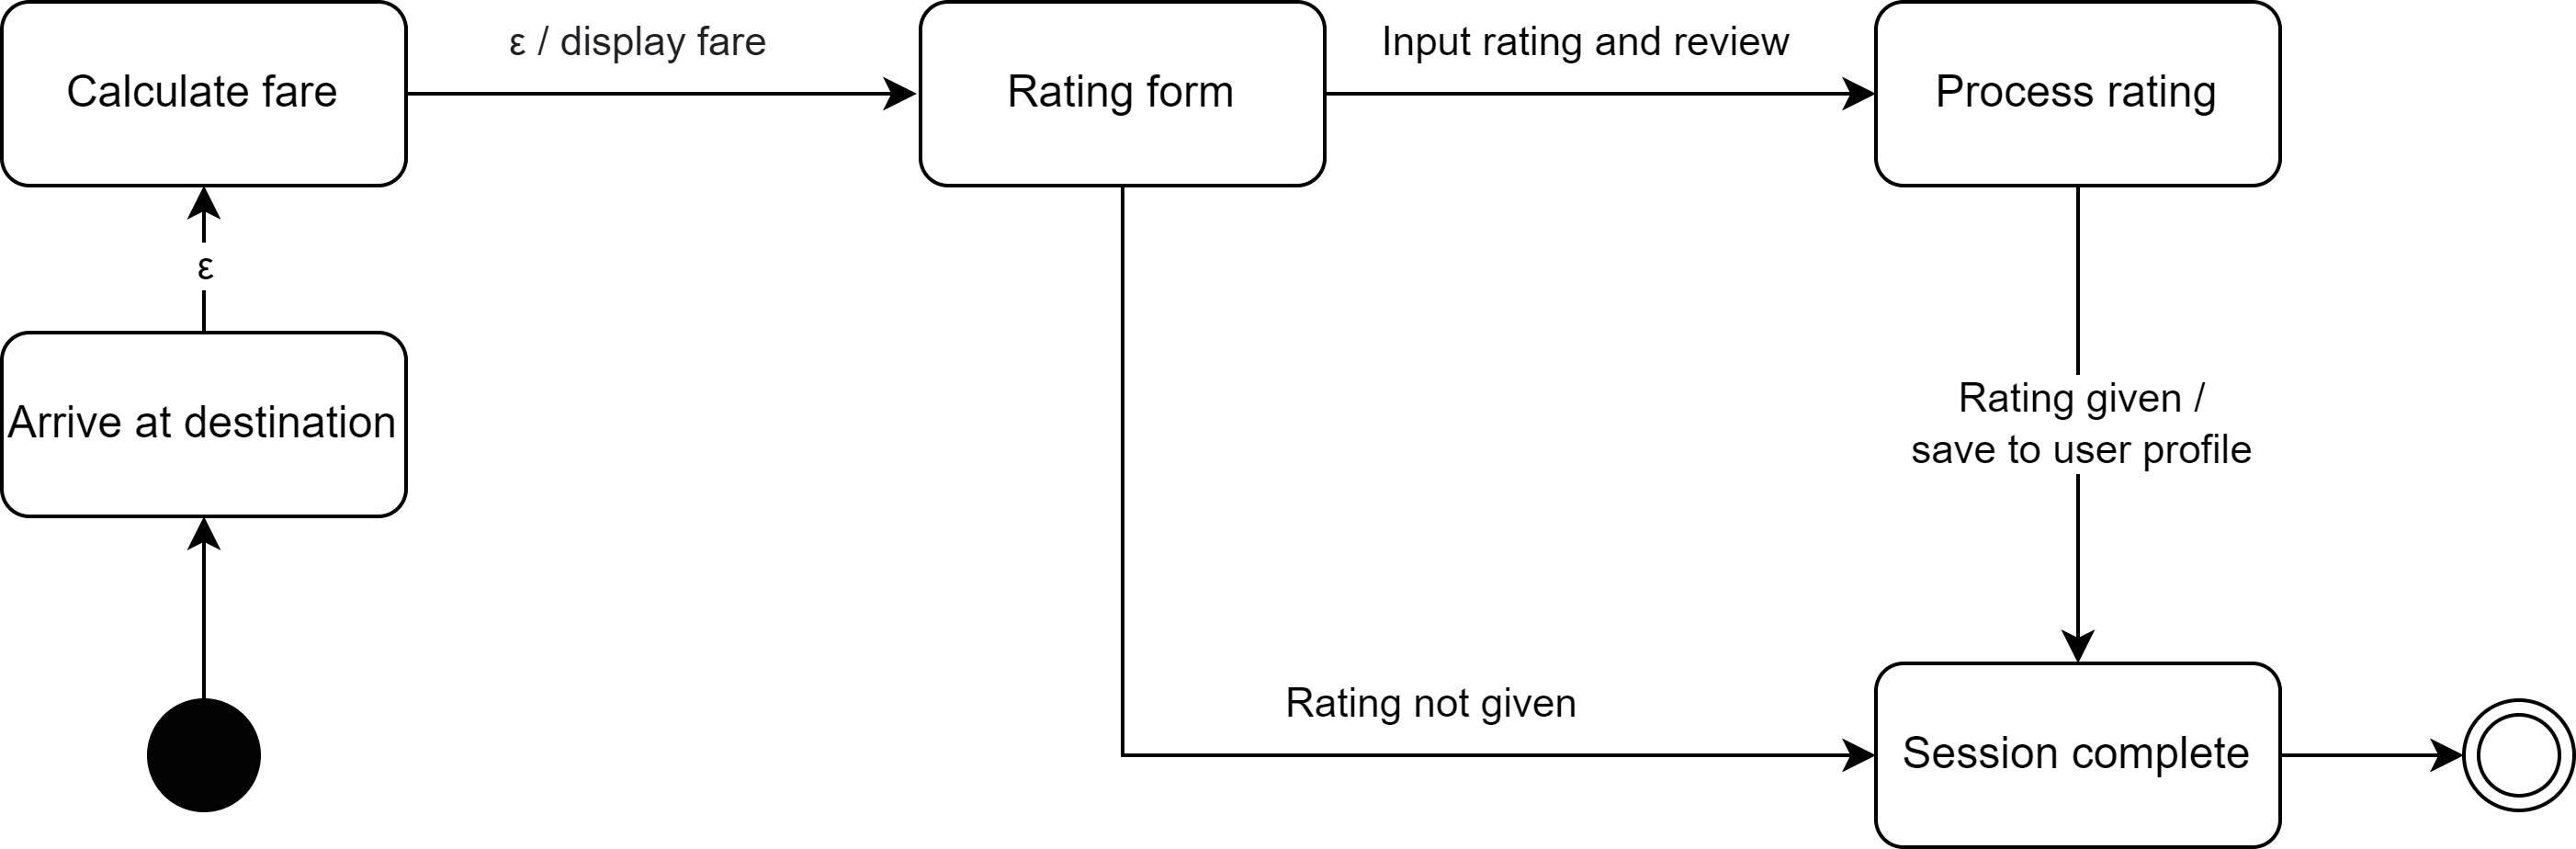 Calculate fare
ε / display fare
Rating form
Input rating and review
Process rating
ε
Arrive at destination
Rating given /
save to user profile
Rating not given
Session complete